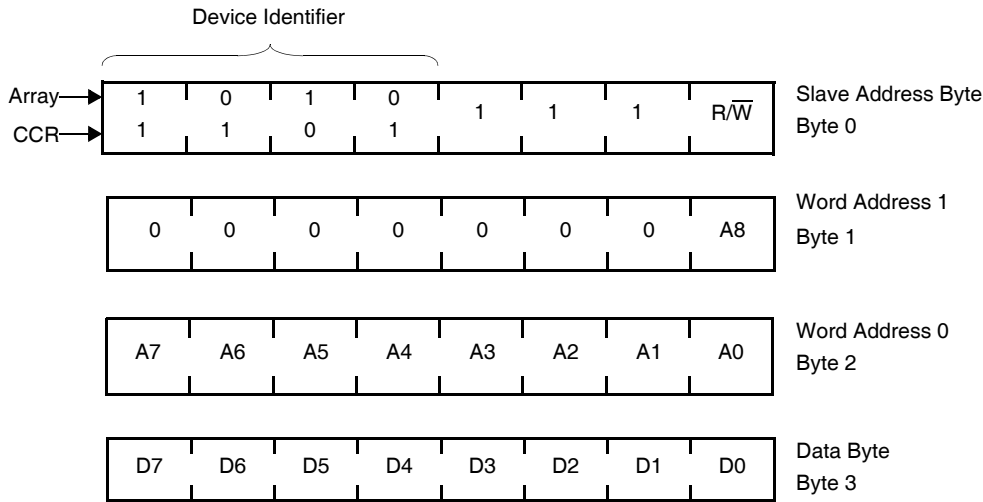 Device Identifier
Array 1 0 1 0 1 1 1 R/W̅ Slave Address Byte
CCR 1 1 0 1 Byte 0
0 0 0 0 0 0 0 A8 Word Address 1
Byte 1
A7 A6 A5 A4 A3 A2 A1 A0 Word Address 0
Byte 2
D7 D6 D5 D4 D3 D2 D1 D0 Data Byte
Byte 3